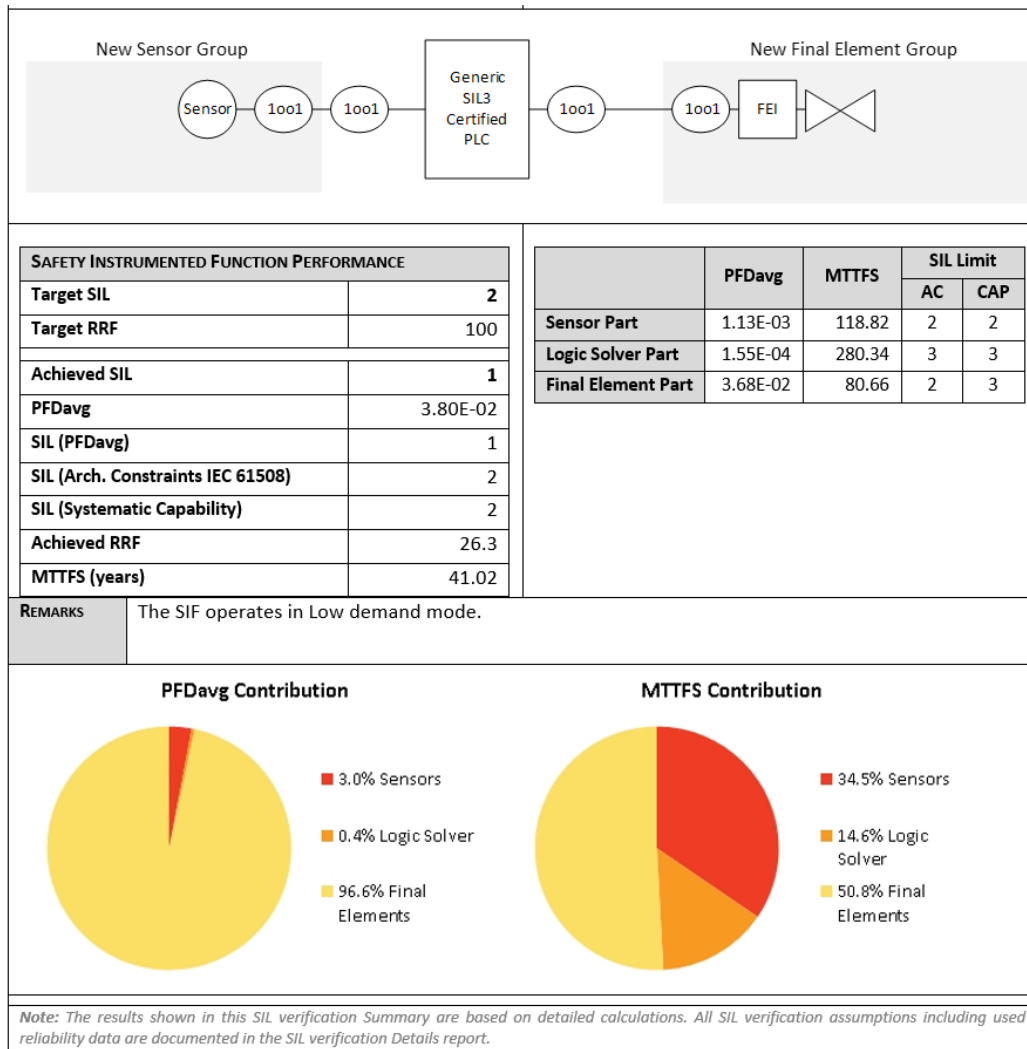 New Sensor Group
New Final Element Group
Sensor
1oo1
1oo1
Generic
SIL3
Certified
PLC
1oo1
1oo1
FEI
SAFETY INSTRUMENTED FUNCTION PERFORMANCE
Target SIL 2
Target RRF 100
Achieved SIL 1
PFDavg 3.80E-02
SIL (PFDavg) 1
SIL (Arch. Constraints IEC 61508) 2
SIL (Systematic Capability) 2
Achieved RRF 26.3
MTTFS (years) 41.02
PFDavg MTTFS SIL Limit
AC CAP
Sensor Part 1.13E-03 118.82 2 2
Logic Solver Part 1.55E-04 280.34 3 3
Final Element Part 3.68E-02 80.66 2 3
REMARKS The SIF operates in Low demand mode.
PFDavg Contribution
3.0% Sensors
0.4% Logic Solver
96.6% Final
Elements
MTTFS Contribution
34.5% Sensors
14.6% Logic
Solver
50.8% Final
Elements
Note: The results shown in this SIL verification Summary are based on detailed calculations. All SIL verification assumptions including used
reliability data are documented in the SIL verification Details report.